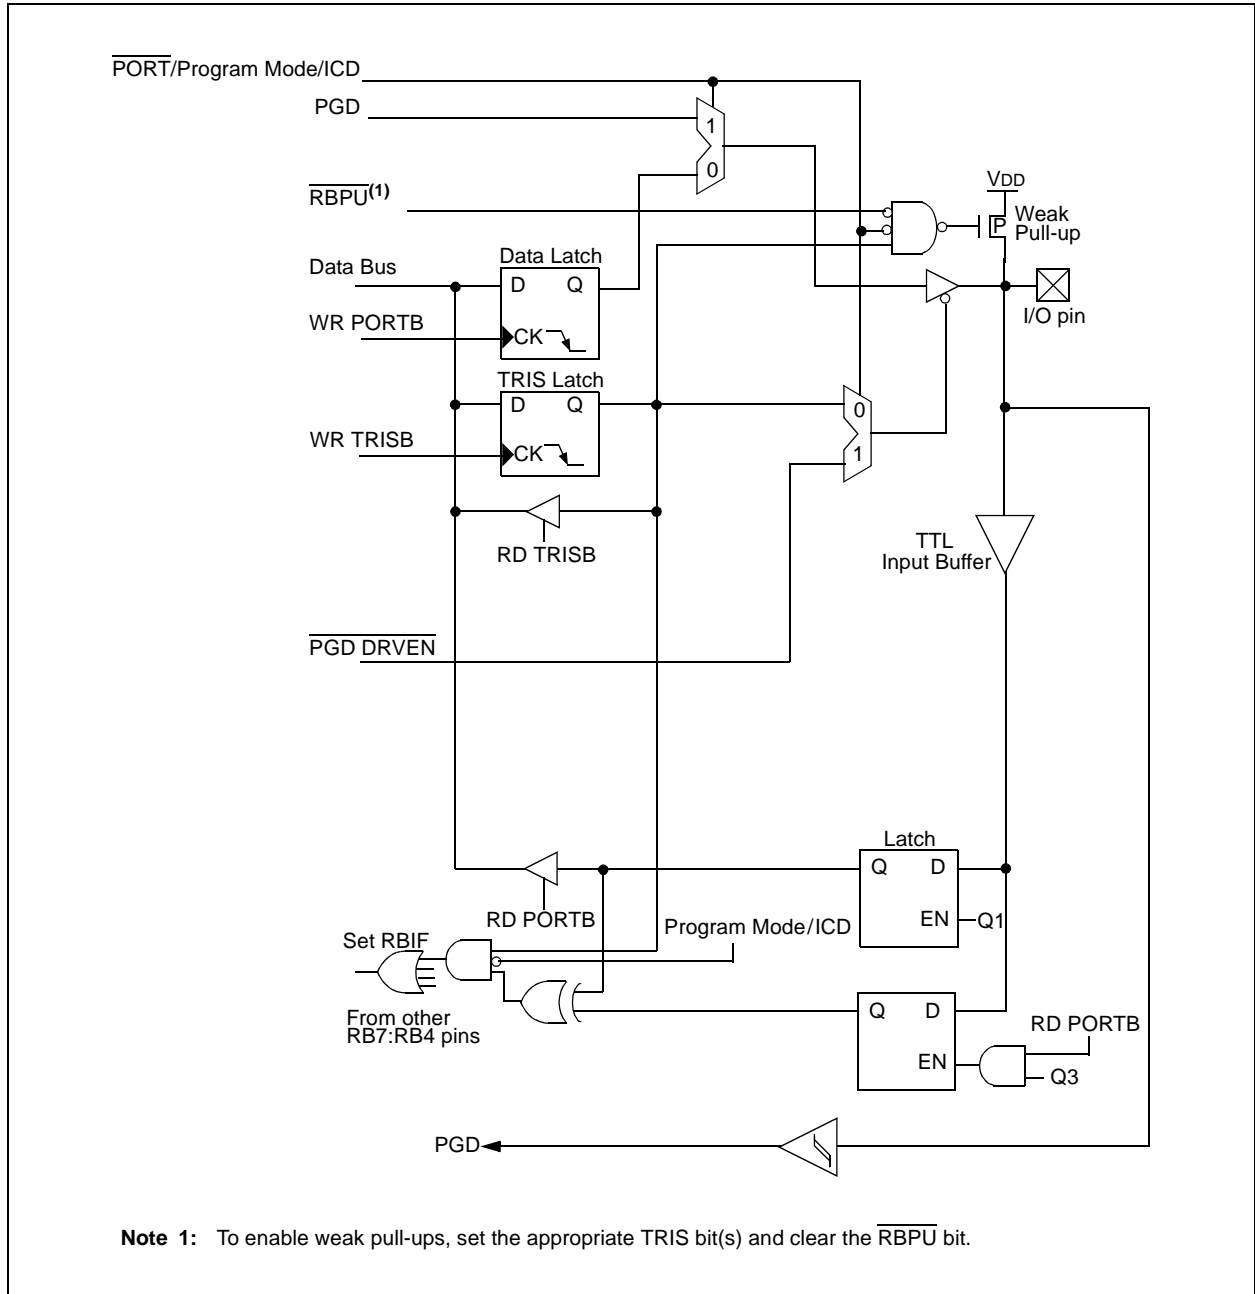 PORT/Program Mode/ICD
PGD
1
0
RBPU(1)
VDD
P
Weak
Pull-up
Data Bus
Data Latch
D Q
I/O pin
WR PORTB
CK
TRIS Latch
D Q
0
WR TRISB
CK
1
RD TRISB
TTL
Input Buffer
PGD DRVEN
Latch
Q D
RD PORTB
EN
Q1
Program Mode/ICD
Set RBIF
From other
RB7:RB4 pins
Q D
RD PORTB
EN
Q3
PGD
Note 1: To enable weak pull-ups, set the appropriate TRIS bit(s) and clear the RBPU bit.